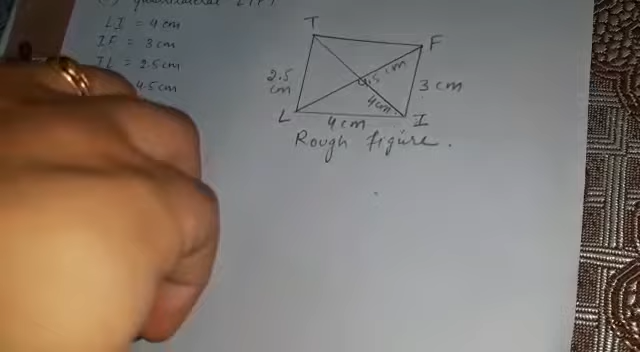 LI = 4 cm
IF = 3 cm
IL = 2.5 cm
4.5 cm
T
F
2.5 cm
.5 cm
3 cm
4 cm
L
4 cm
I
Rough figure.